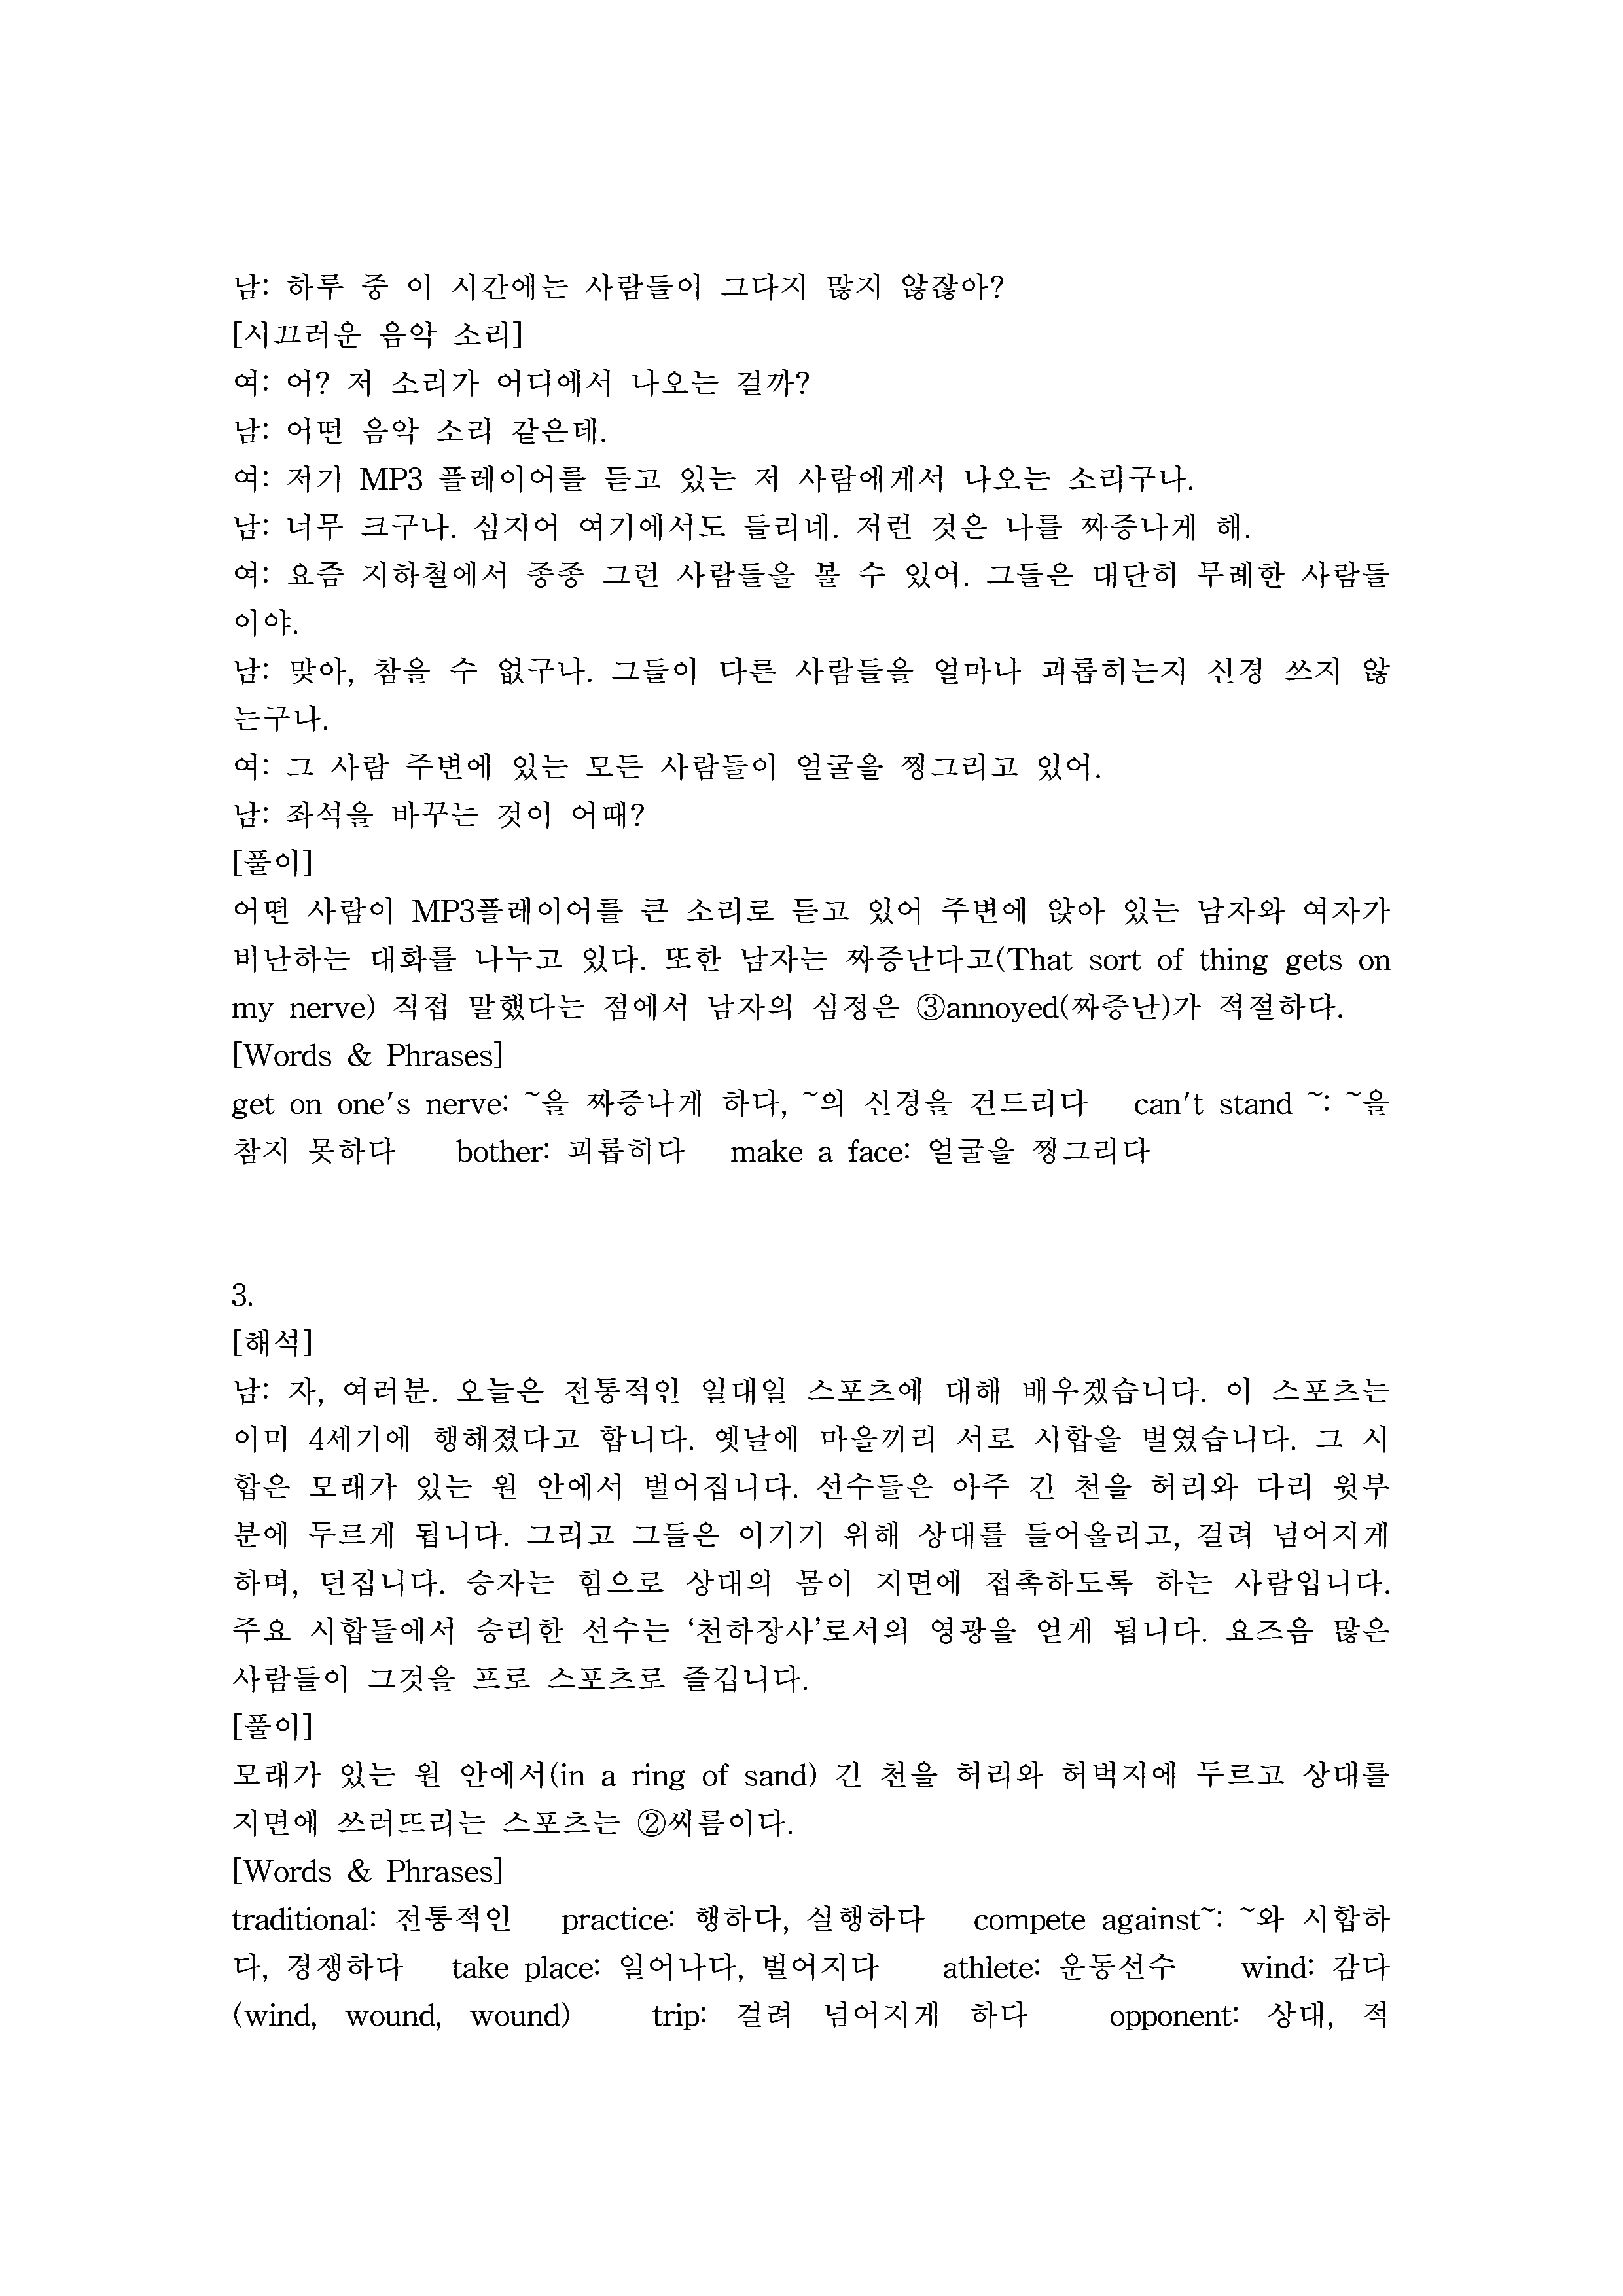 남: 하루 중 이 시간에는 사람들이 그다지 많지 않잖아?
[시끄러운 음악 소리]
여: 어? 저 소리가 어디에서 나오는 걸까?
남: 어떤 음악 소리 같은데.
여: 저기 MP3 플레이어를 듣고 있는 저 사람에게서 나오는 소리구나.
남: 너무 크구나. 심지어 여기에서도 들리네. 저런 것은 나를 짜증나게 해.
여: 요즘 지하철에서 종종 그런 사람들을 볼 수 있어. 그들은 대단히 무례한 사람들
이야.
남: 맞아, 참을 수 없구나. 그들이 다른 사람들을 얼마나 괴롭히는지 신경 쓰지 않
는구나.
여: 그 사람 주변에 있는 모든 사람들이 얼굴을 찡그리고 있어.
남: 좌석을 바꾸는 것이 어때?
[풀이]
어떤 사람이 MP3플레이어를 큰 소리로 듣고 있어 주변에 앉아 있는 남자와 여자가
비난하는 대화를 나누고 있다. 또한 남자는 짜증난다고(That sort of thing gets on
my nerve) 직접 말했다는 점에서 남자의 심정은 ③annoyed(짜증난)가 적절하다.
[Words & Phrases]
get on one's nerve: ~을 짜증나게 하다, ~의 신경을 건드리다 can't stand ~: ~을
참지 못하다 bother: 괴롭히다 make a face: 얼굴을 찡그리다
3.
[해석]
남: 자, 여러분. 오늘은 전통적인 일대일 스포츠에 대해 배우겠습니다. 이 스포츠는
이미 4세기에 행해졌다고 합니다. 옛날에 마을끼리 서로 시합을 벌였습니다. 그 시
합은 모래가 있는 원 안에서 벌어집니다. 선수들은 아주 긴 천을 허리와 다리 윗부
분에 두르게 됩니다. 그리고 그들은 이기기 위해 상대를 들어올리고, 걸려 넘어지게
하며, 던집니다. 승자는 힘으로 상대의 몸이 지면에 접촉하도록 하는 사람입니다.
주요 시합들에서 승리한 선수는 ‘천하장사’로서의 영광을 얻게 됩니다. 요즈음 많은
사람들이 그것을 프로 스포츠로 즐깁니다.
[풀이]
모래가 있는 원 안에서(in a ring of sand) 긴 천을 허리와 허벅지에 두르고 상대를
지면에 쓰러뜨리는 스포츠는 ②씨름이다.
[Words & Phrases]
traditional: 전통적인 practice: 행하다, 실행하다 compete against~: ~와 시합하
다, 경쟁하다 take place: 일어나다, 벌어지다 athlete: 운동선수 wind: 감다
(wind, wound, wound) trip: 걸려 넘어지게 하다 opponent: 상대, 적